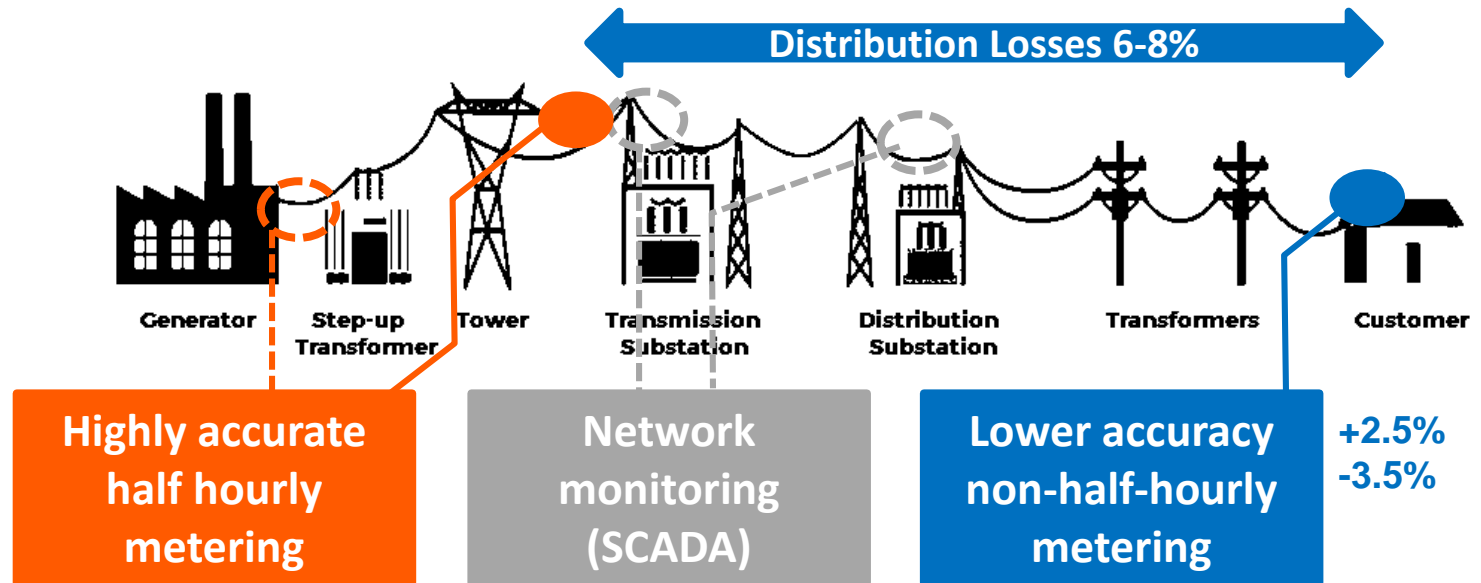 Distribution Losses 6-8%
Generator
Step-up
Transformer
Tower
Transmission
Substation
Distribution
Substation
Transformers
Customer
Highly accurate
half hourly
metering
Network
monitoring
(SCADA)
Lower accuracy
non-half-hourly
metering
+2.5%
-3.5%